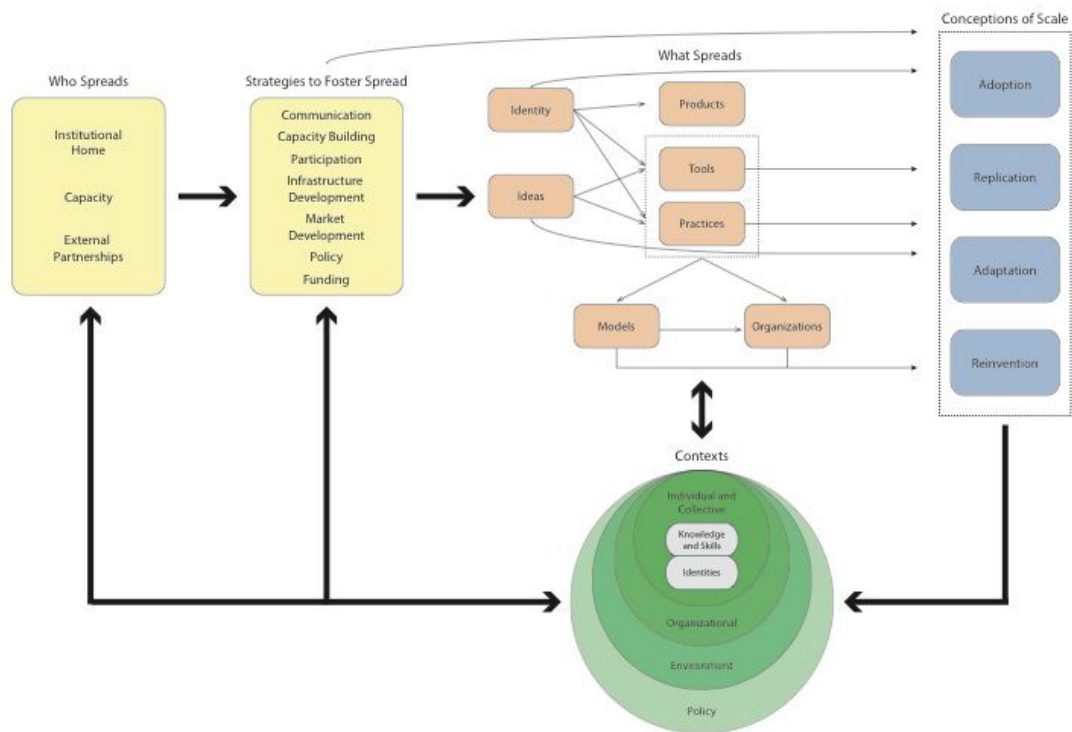 Conceptions of Scale
Who Spreads
Institutional
Home
Capacity
External
Partnerships
Strategies to Foster Spread
Communication
Capacity Building
Participation
Infrastructure
Development
Market
Development
Policy
Funding
What Spreads
Identity
Products
Ideas
Tools
Practices
Models
Organizations
Adoption
Replication
Adaptation
Reinvention
Contexts
Individual and
Collective
Knowledge
and Skills
Identities
Organizational
Environment
Policy